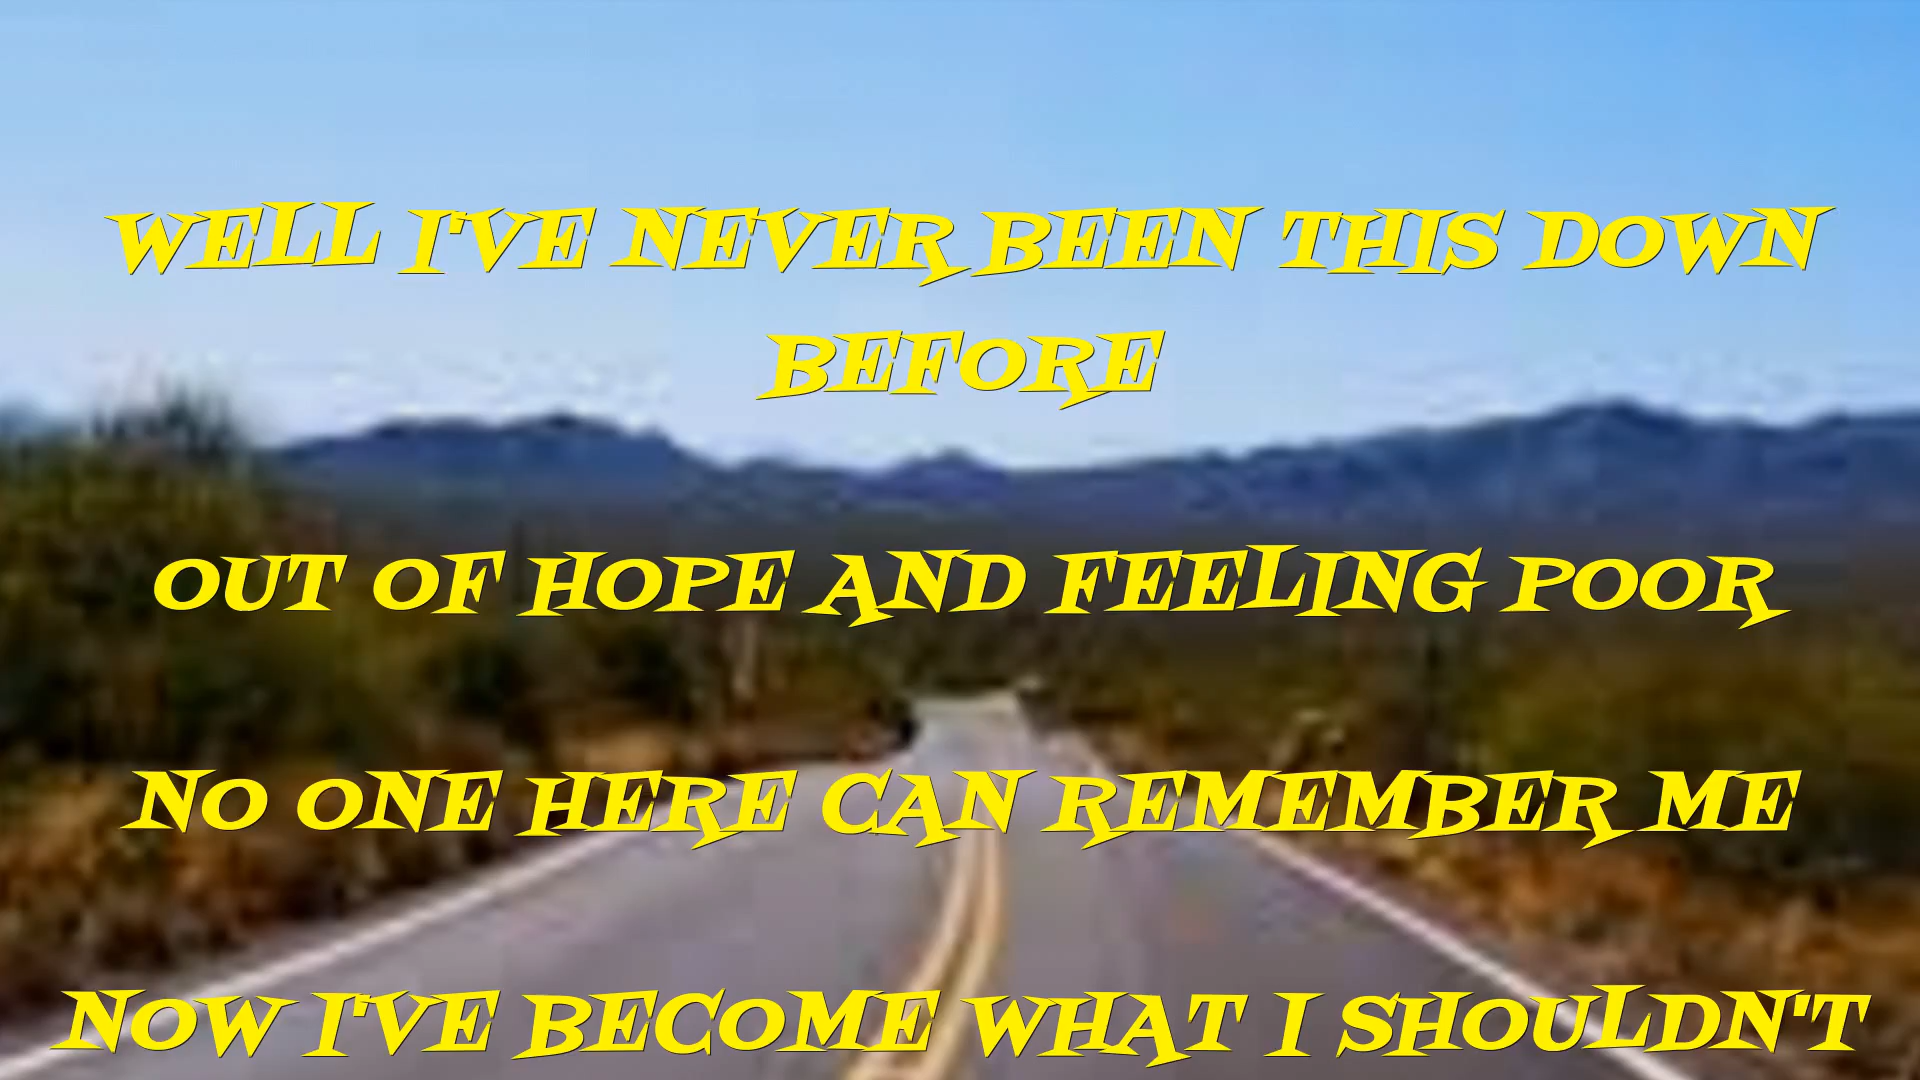 WELL I'VE NEVER BEEN THIS DOWN
BEFORE
OUT OF HOPE AND FEELING POOR
NO ONE HERE CAN REMEMBER ME
NOW I'VE BECOME WHAT I SHOULDN'T